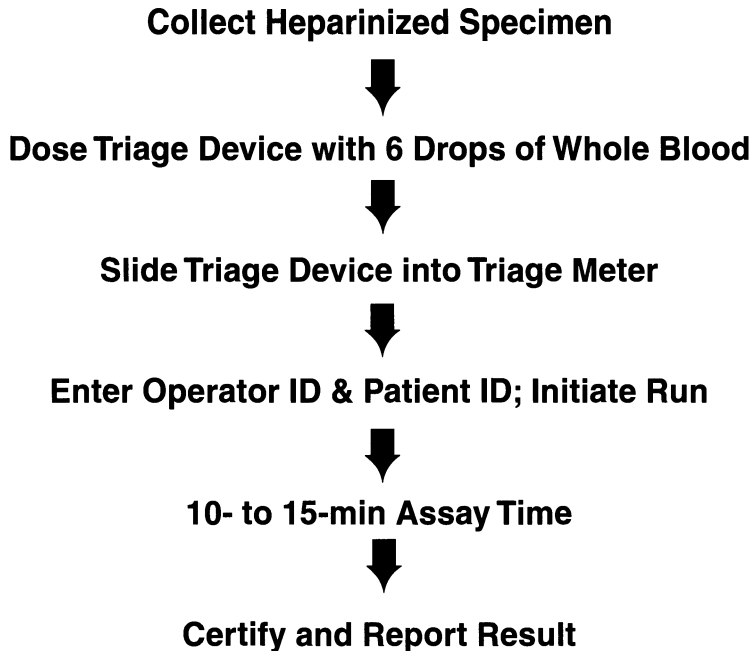 Collect Heparinized Specimen
Dose Triage Device with 6 Drops of Whole Blood
Slide Triage Device into Triage Meter
Enter Operator ID & Patient ID; Initiate Run
10- to 15-min Assay Time
Certify and Report Result